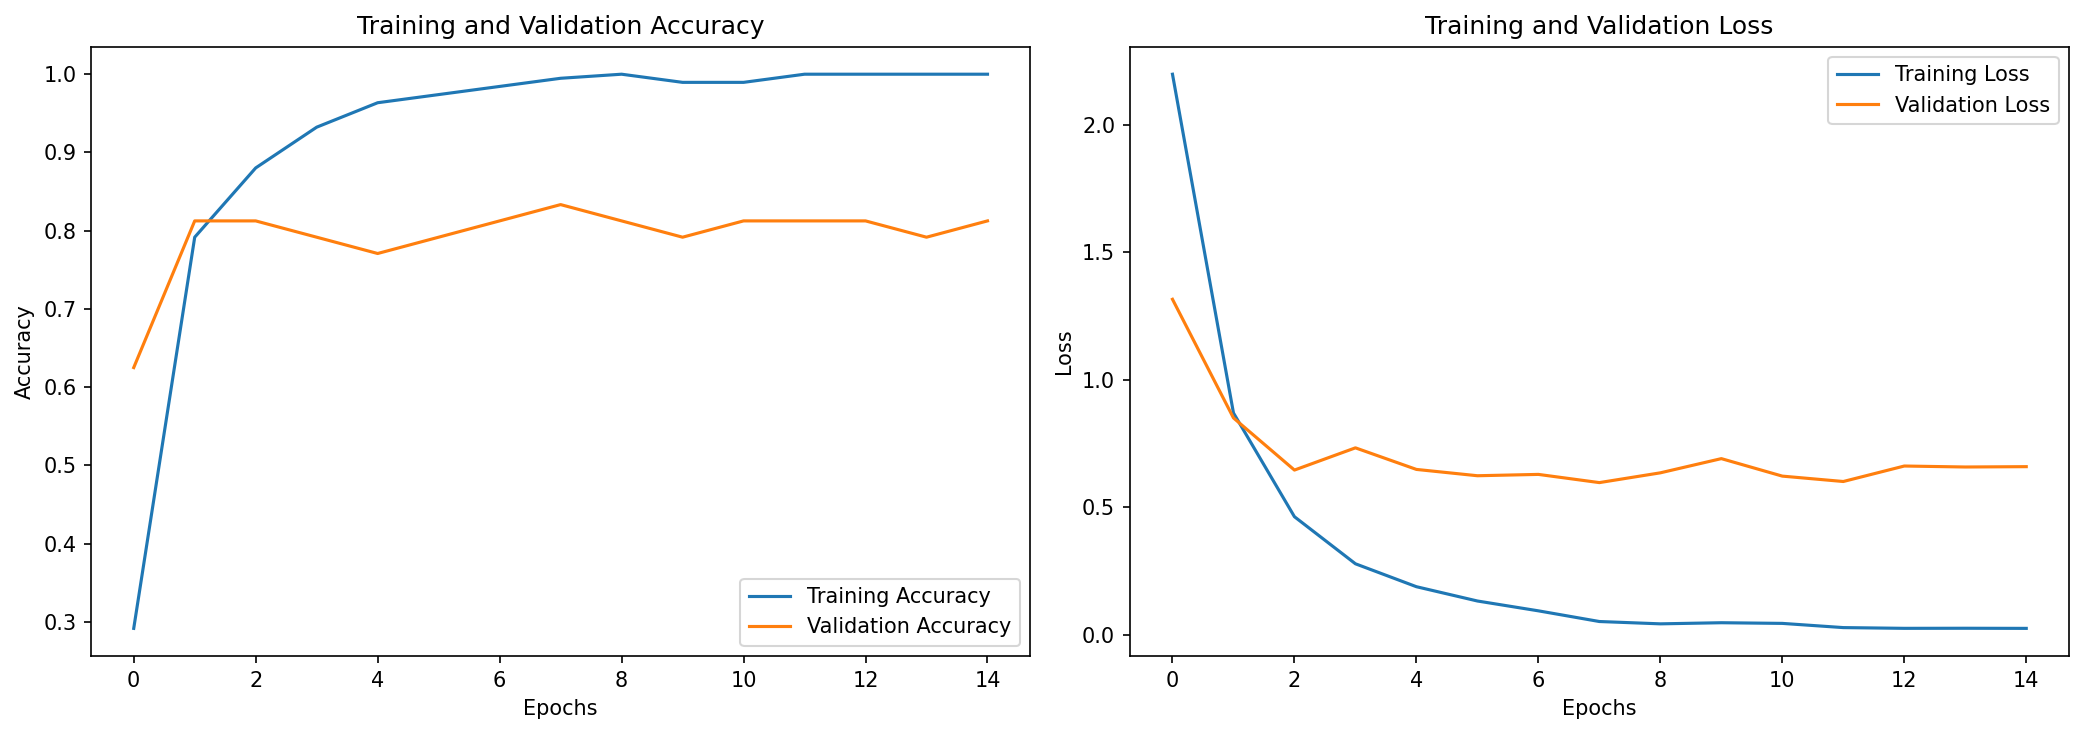 Training and Validation Accuracy
Accuracy
1.0
0.9
0.8
0.7
0.6
0.5
0.4
0.3
Training Accuracy
Validation Accuracy
0 2 4 6 8 10 12 14
Epochs
Training and Validation Loss
Loss
Training Loss
Validation Loss
2.0
1.5
1.0
0.5
0.0
0 2 4 6 8 10 12 14
Epochs